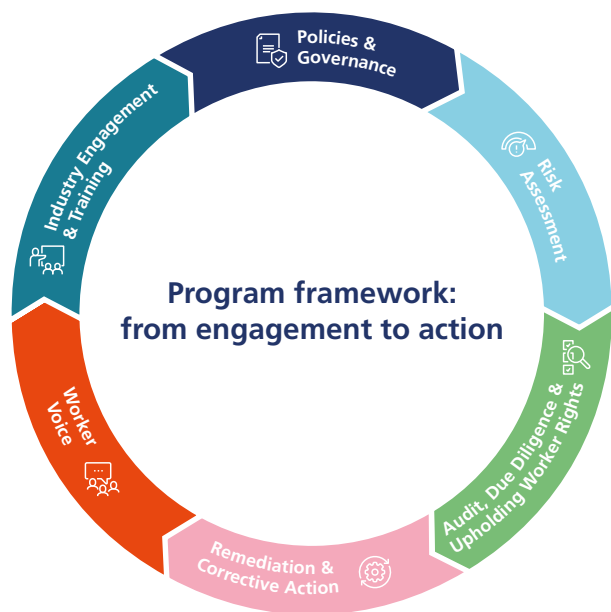 Policies &
Governance
Risk
Assessment
Audit, Due Diligence &
Upholding Worker Rights
Remediation &
Corrective Action
Worker
Voice
Industry Engagement
& Training
Program framework:
from engagement to action